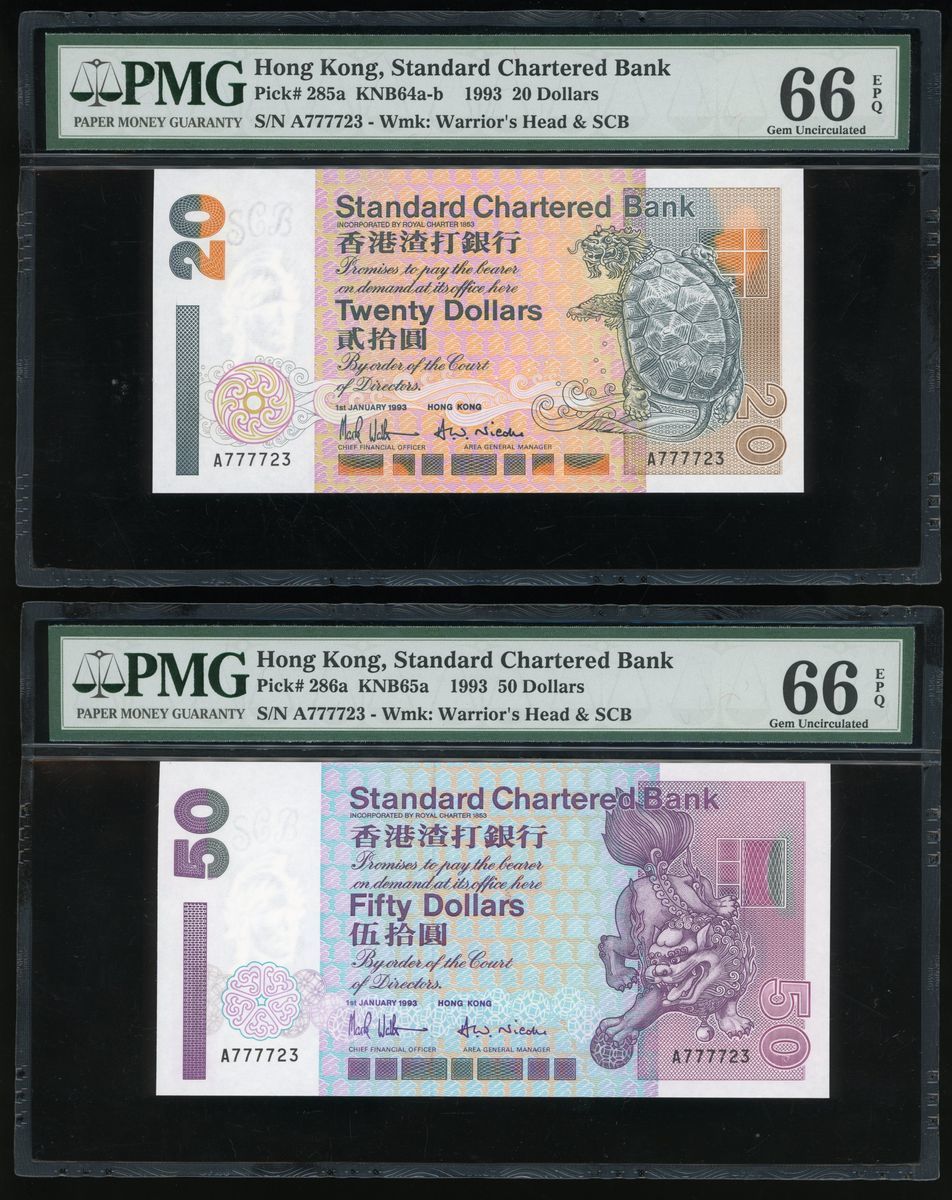 PMG
PAPER MONEY GUARANTY
Hong Kong, Standard Chartered Bank
Pick# 285a KNB64a-b 1993 20 Dollars
S/N A777723 - Wmk: Warrior's Head & SCB
66 EPQ
Gem Uncirculated
20
SCB
Standard Chartered Bank
INCORPORATED BY ROYAL CHARTER 1853
香港渣打銀行
Promises to pay the bearer
on demand at its office here
Twenty Dollars
貳拾圓
By order of the Court
of Directors.
1st JANUARY 1993 HONG KONG
CHIEF FINANCIAL OFFICER AREA GENERAL MANAGER
A777723
A777723
20
PMG
PAPER MONEY GUARANTY
Hong Kong, Standard Chartered Bank
Pick# 286a KNB65a 1993 50 Dollars
S/N A777723 - Wmk: Warrior's Head & SCB
66 EPQ
Gem Uncirculated
50
SCB
Standard Chartered Bank
INCORPORATED BY ROYAL CHARTER 1853
香港渣打銀行
Promises to pay the bearer
on demand at its office here
Fifty Dollars
伍拾圓
By order of the Court
of Directors.
1st JANUARY 1993 HONG KONG
CHIEF FINANCIAL OFFICER AREA GENERAL MANAGER
A777723
A777723
50